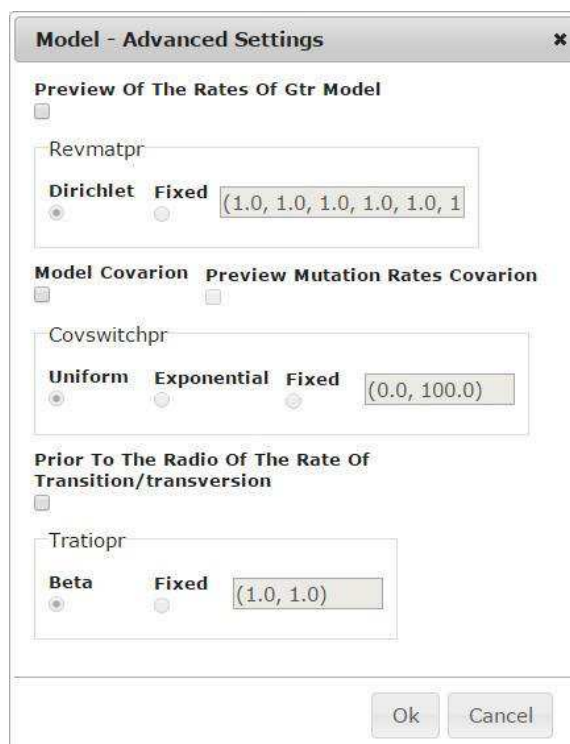 Model - Advanced Settings
Preview Of The Rates Of Gtr Model
Revmatpr
Dirichlet Fixed (1.0, 1.0, 1.0, 1.0, 1.0, 1
Model Covarion Preview Mutation Rates Covarion
Covswitchpr
Uniform Exponential Fixed (0.0, 100.0)
Prior To The Radio Of The Rate Of
Transition/transversion
Tratiopr
Beta Fixed (1.0, 1.0)
Ok Cancel